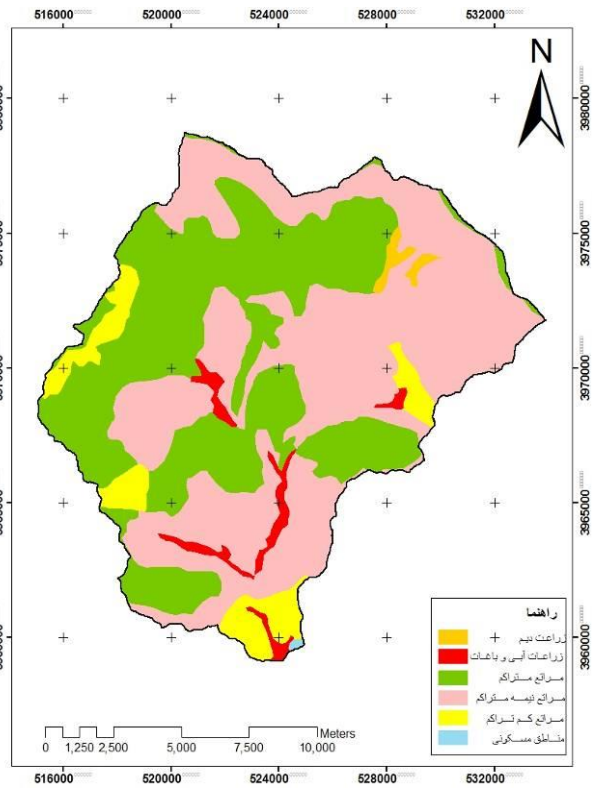 516000 520000 524000 528000 532000
N
3980000
3975000
3970000
3965000
3960000
راهنما
زراعت دیم
زراعات آبی و باغات
مراتع متراکم
مراتع نیمه متراکم
مراتع کم تراکم
مناطق مسکونی
Meters
0 1,250 2,500 5,000 7,500 10,000
516000 520000 524000 528000 532000